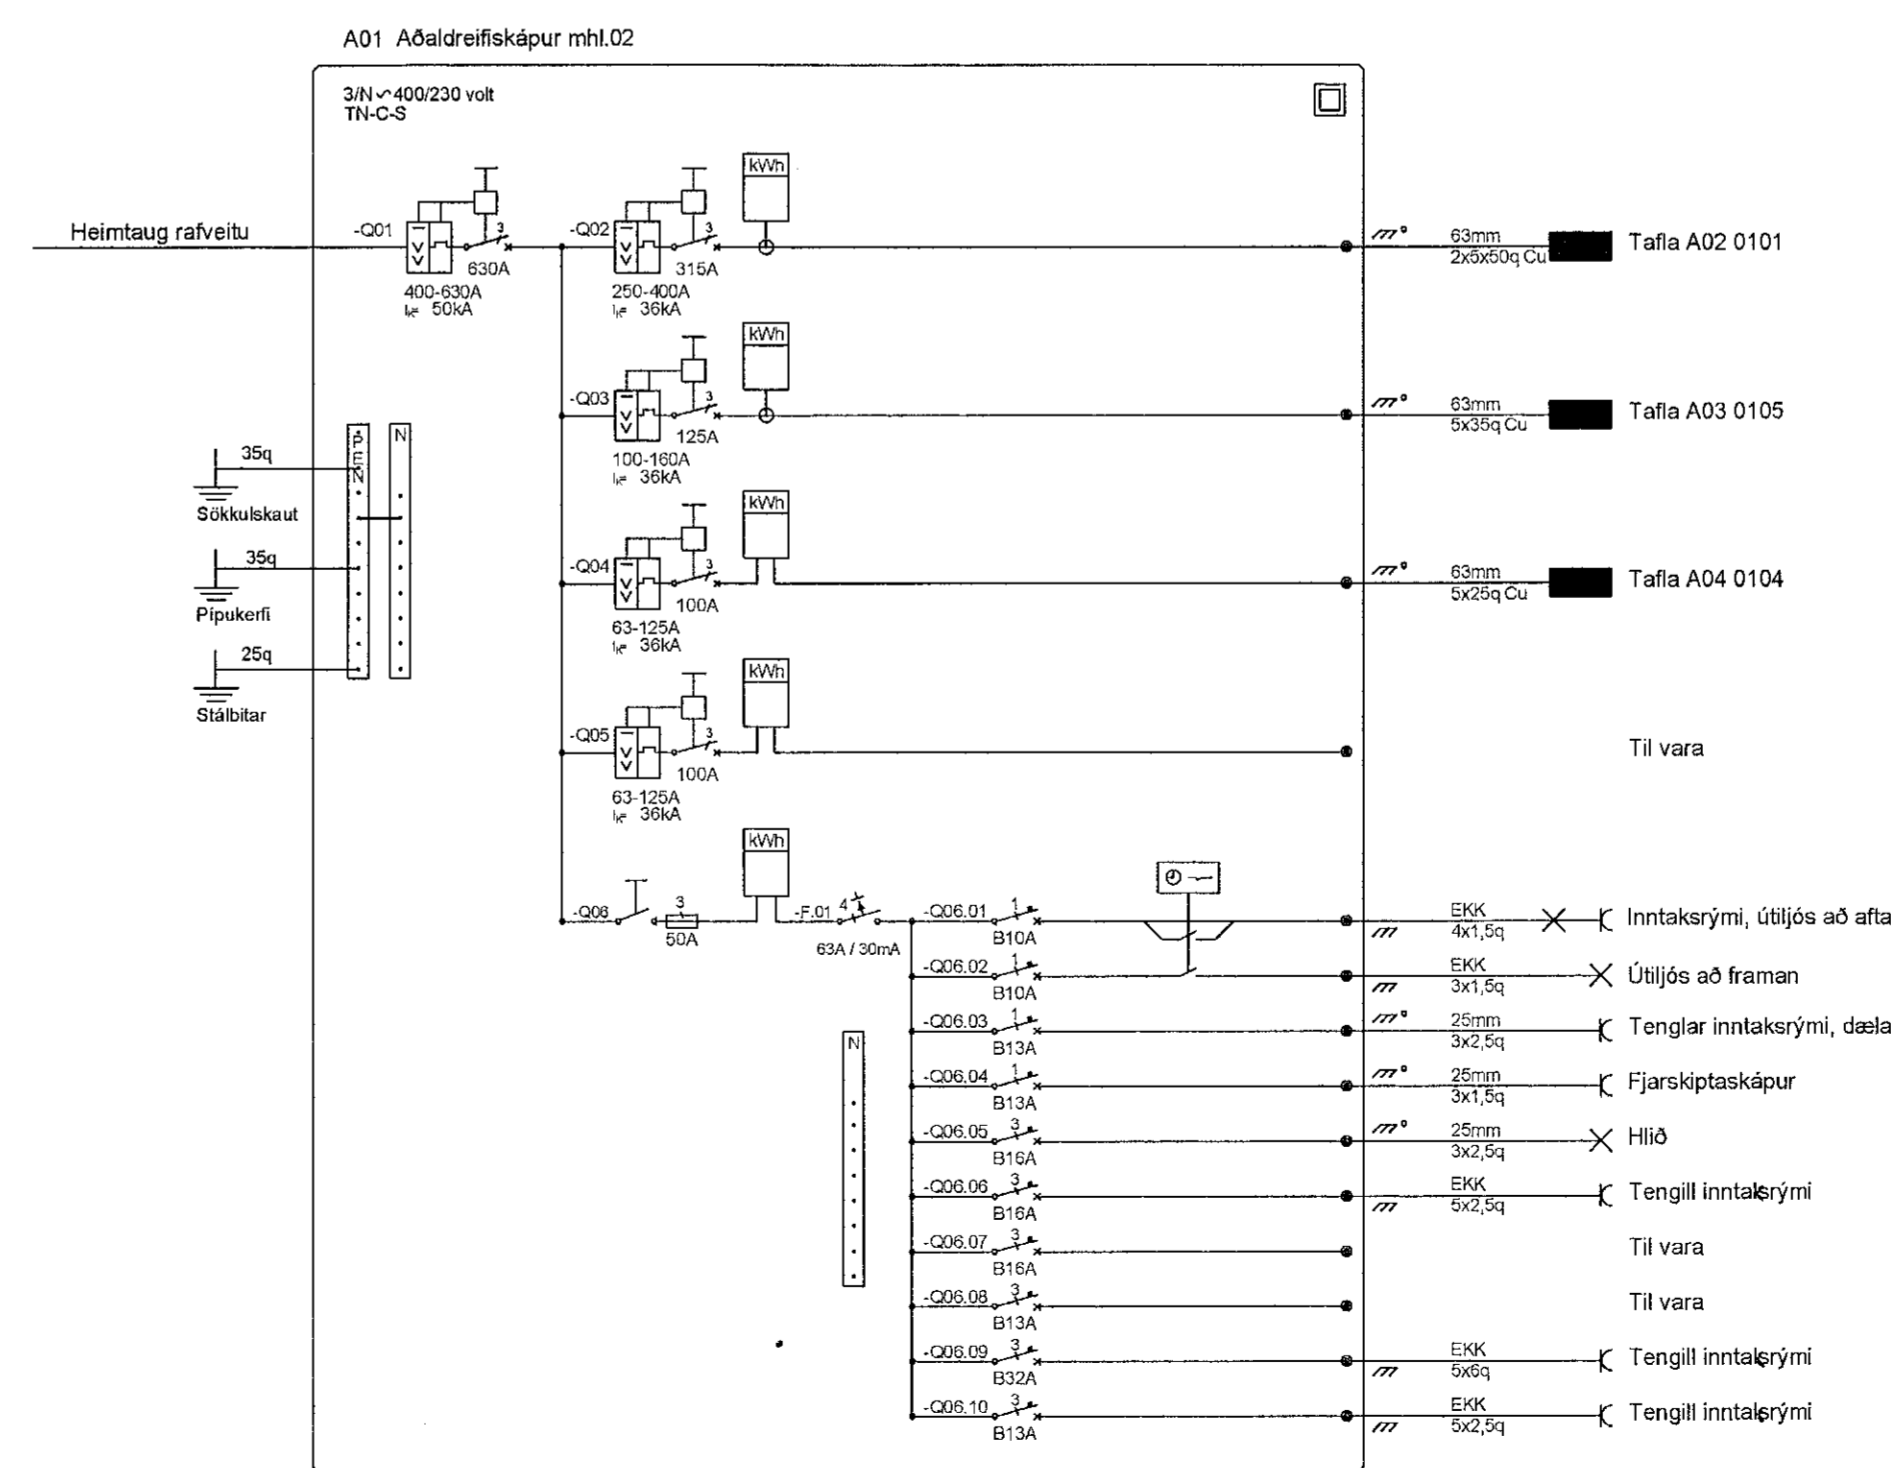 A01 Aðaldreifiskápur mhl.02
3/N~400/230 volt
TN-C-S
Heimtaug rafveitu
-Q01
630A
400-630A
Ik= 50kA
-Q02
3
315A
250-400A
Ik= 36kA
kWh
63mm
2x5x50q Cu
Tafla A02 0101
-Q03
3
125A
100-160A
Ik= 36kA
kWh
63mm
5x35q Cu
Tafla A03 0105
PEN
N
35q
Sökkulskaut
35q
Pípukerfi
25q
Stálbitar
-Q04
3
100A
63-125A
Ik= 36kA
kWh
63mm
5x25q Cu
Tafla A04 0104
-Q05
3
100A
63-125A
Ik= 36kA
kWh
Til vara
-Q06
3
50A
kWh
-F.01
4
63A / 30mA
N
-Q06.01
1
B10A
EKK
4x1,5q
Inntaksrými, útiljós að afta
-Q06.02
1
B10A
EKK
3x1,5q
Útiljós að framan
-Q06.03
1
B13A
25mm
3x2,5q
Tenglar inntaksrými, dæla
-Q06.04
1
B13A
25mm
3x1,5q
Fjarskiptaskápur
-Q06.05
3
B16A
25mm
3x2,5q
Hlið
-Q06.06
3
B16A
EKK
5x2,5q
Tengill inntaksrými
-Q06.07
3
B16A
Til vara
-Q06.08
3
B13A
Til vara
-Q06.09
3
B32A
EKK
5x6q
Tengill inntaksrými
-Q06.10
3
B13A
EKK
5x2,5q
Tengill inntaksrými